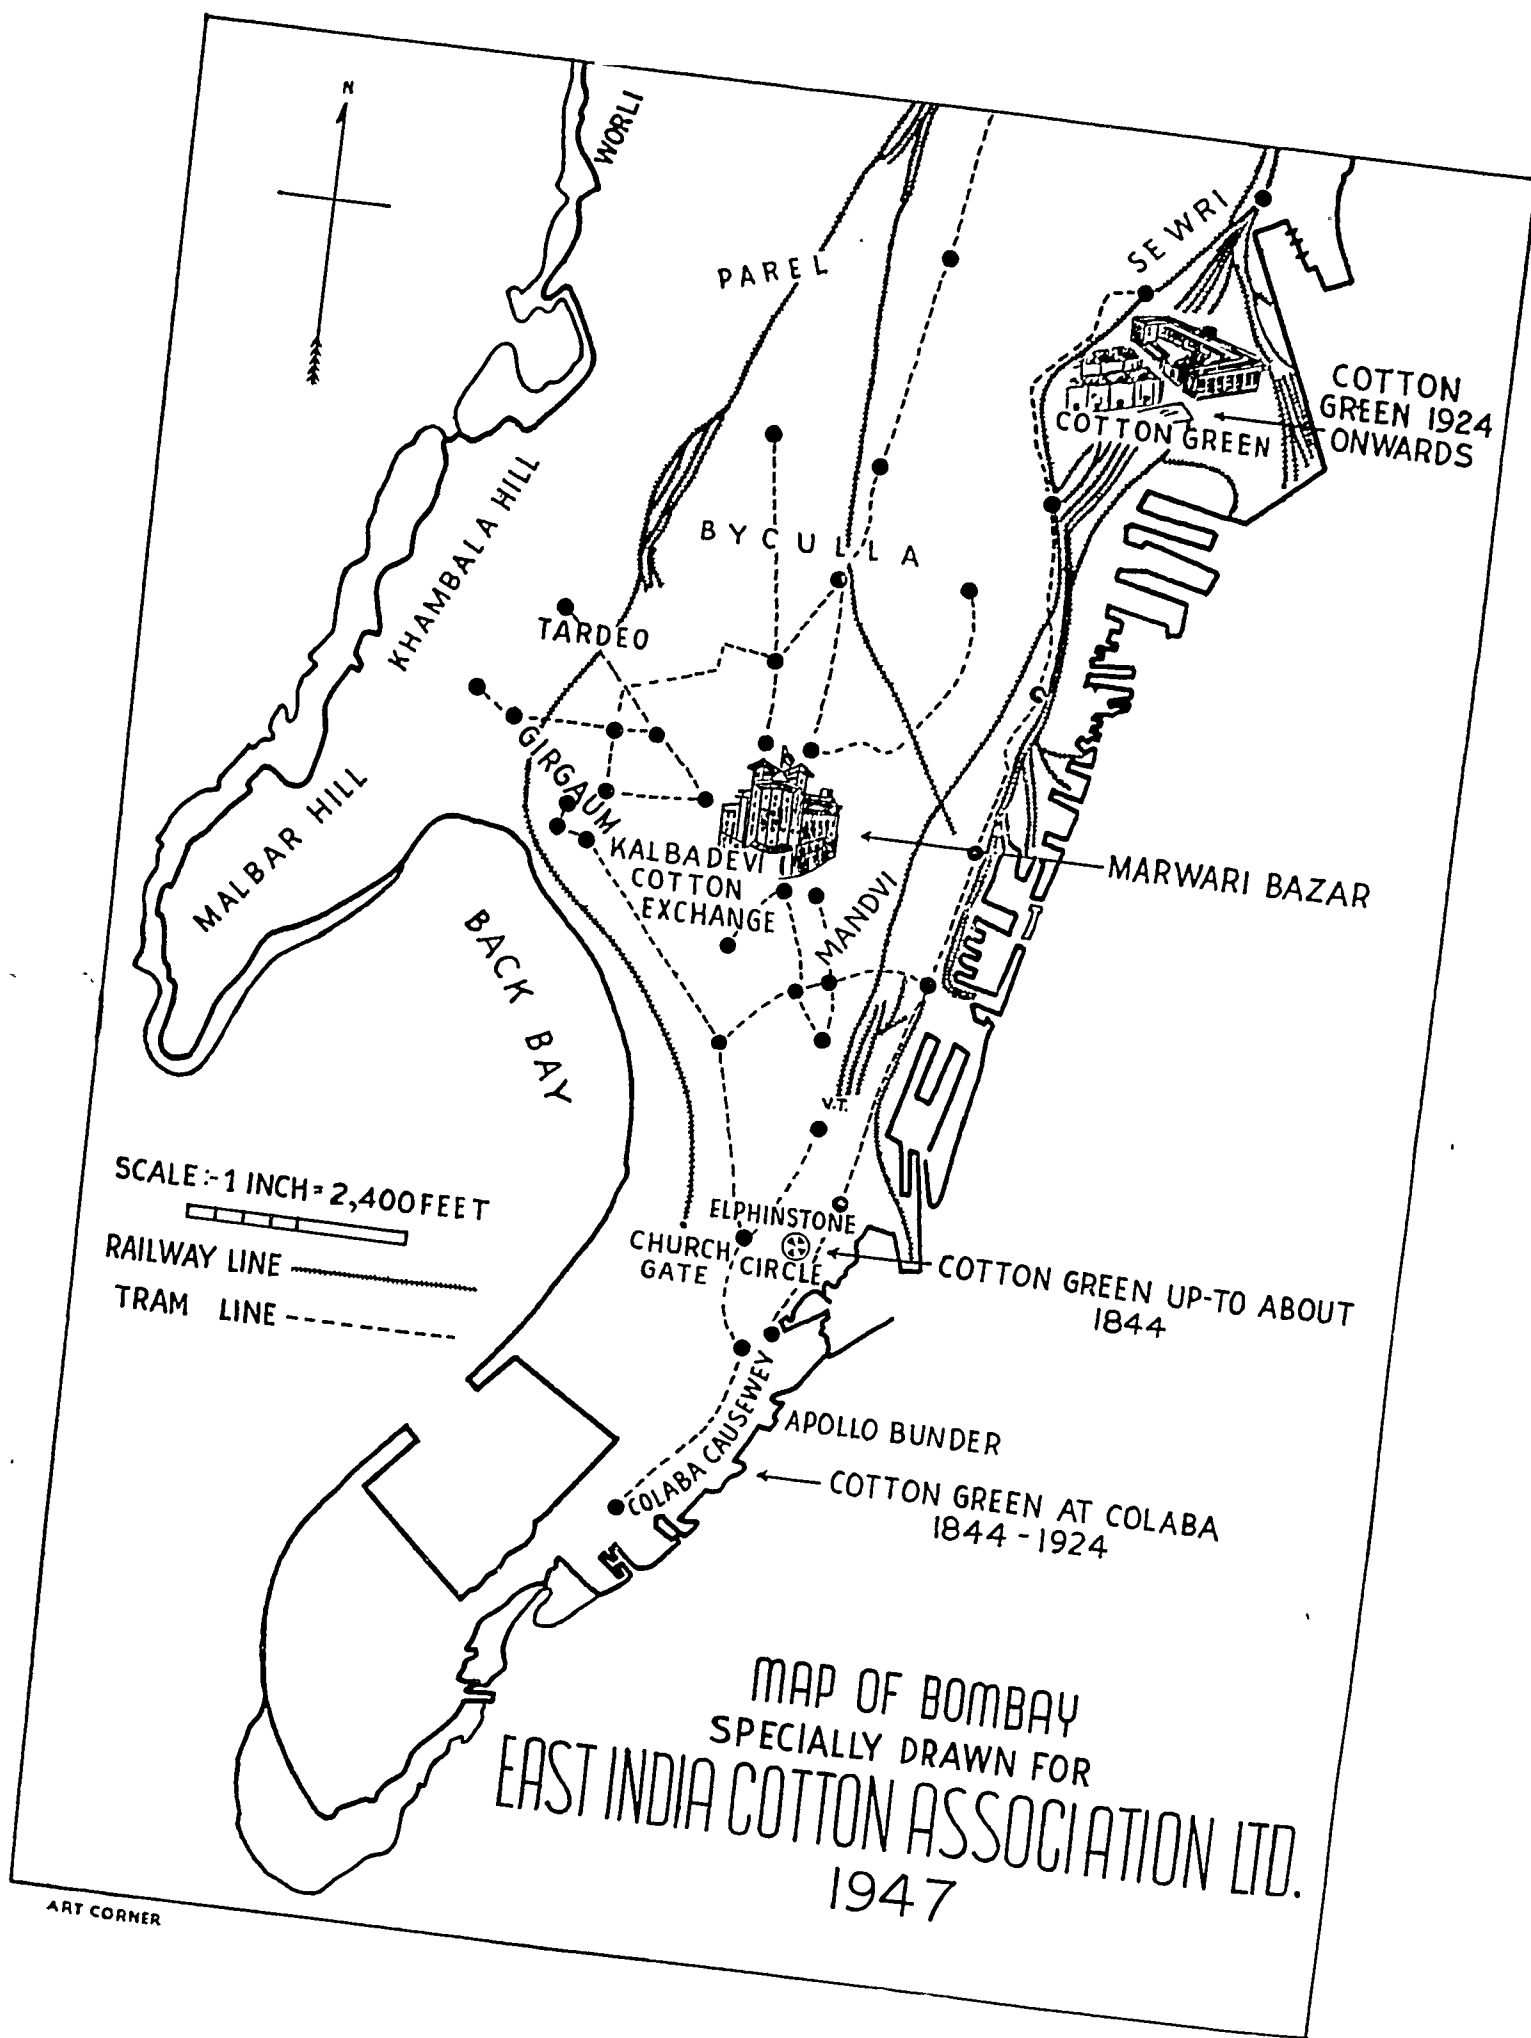 N
WORLI
PAREL
SEWRI
COTTON
GREEN 1924
ONWARDS
COTTON GREEN
KHAMBALA HILL
BYCULLA
TARDEO
GIRGAUM
MALBAR HILL
KALBADEVI
COTTON
EXCHANGE
MARWARI BAZAR
MANDVI
BACK BAY
V.T.
SCALE:-1 INCH=2,400 FEET
RAILWAY LINE
TRAM LINE
ELPHINSTONE
CIRCLE
CHURCH
GATE
COTTON GREEN UP-TO ABOUT
1844
COLABA CAUSEWEY
APOLLO BUNDER
COTTON GREEN AT COLABA
1844-1924
MAP OF BOMBAY
SPECIALLY DRAWN FOR
EAST INDIA COTTON ASSOCIATION LTD.
1947
ART CORNER